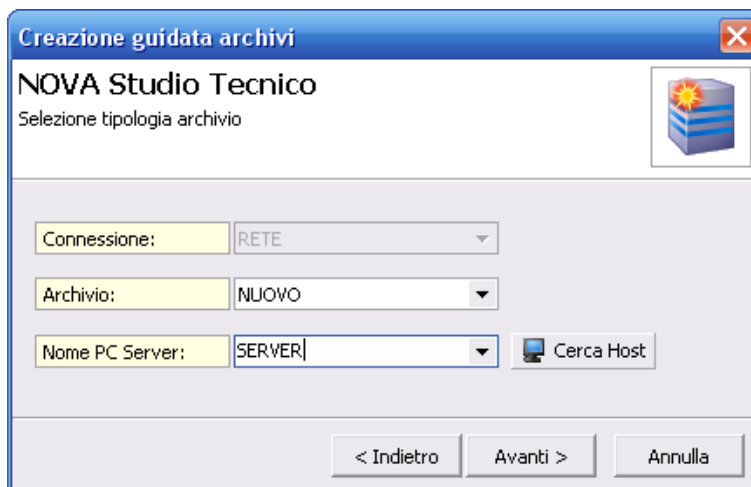 Creazione guidata archivi
NOVA Studio Tecnico
Selezione tipologia archivio
Connessione: RETE
Archivio: NUOVO
Nome PC Server: SERVER Cerca Host
< Indietro Avanti > Annulla